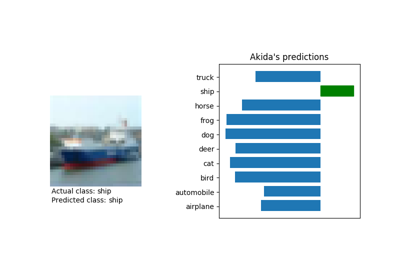 Akida's predictions
truck
ship
horse
frog
dog
deer
cat
bird
automobile
airplane
Actual class: ship
Predicted class: ship